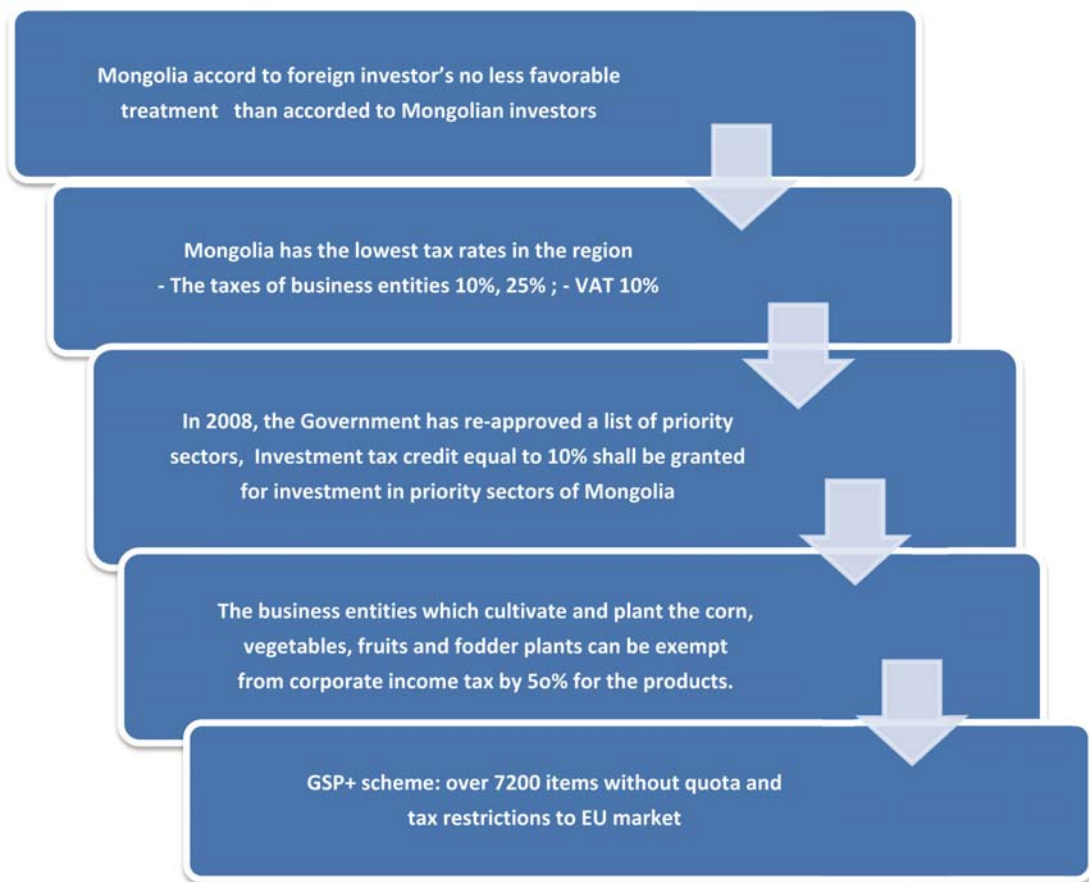 Mongolia accord to foreign investor's no less favorable
treatment than accorded to Mongolian investors
Mongolia has the lowest tax rates in the region
- The taxes of business entities 10%, 25% ; - VAT 10%
In 2008, the Government has re-approved a list of priority
sectors, Investment tax credit equal to 10% shall be granted
for investment in priority sectors of Mongolia
The business entities which cultivate and plant the corn,
vegetables, fruits and fodder plants can be exempt
from corporate income tax by 5o% for the products.
GSP+ scheme: over 7200 items without quota and
tax restrictions to EU market